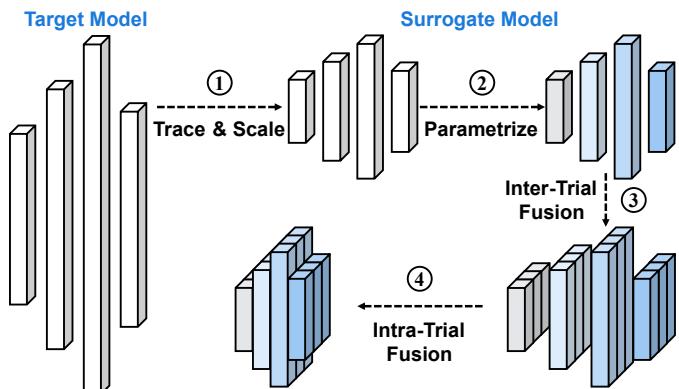 Target Model
Surrogate Model
①
Trace & Scale
②
Parametrize
Inter-Trial
Fusion
③
④
Intra-Trial
Fusion